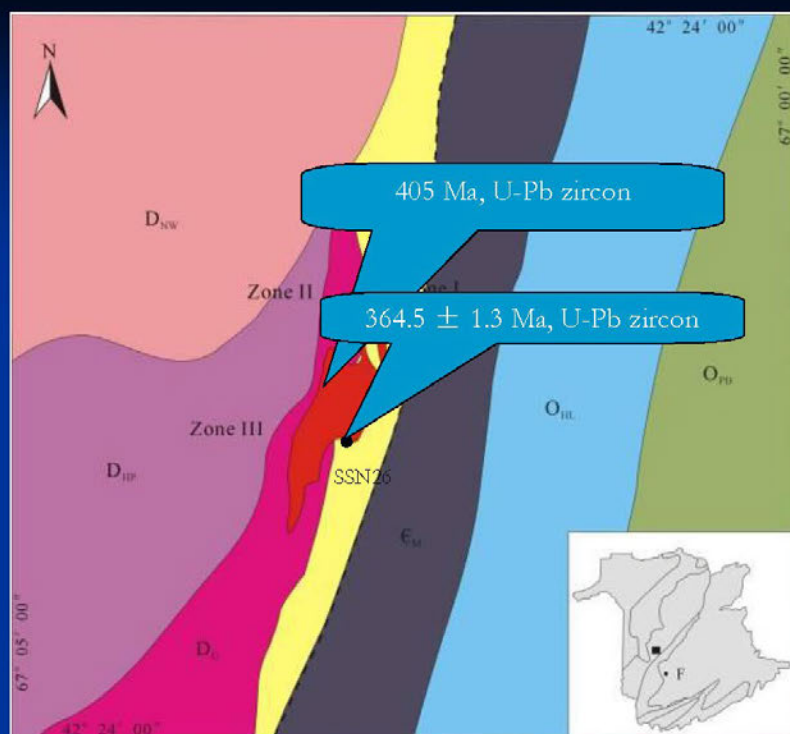 42° 24′ 00″
67° 00′ 00″
N
405 Ma, U-Pb zircon
D_NW
Zone II
364.5 ± 1.3 Ma, U-Pb zircon
O_PD
O_HL
Zone III
D_HP
SSN26
Є_M
67° 05′ 00″
D_G
F
42° 24′ 00″